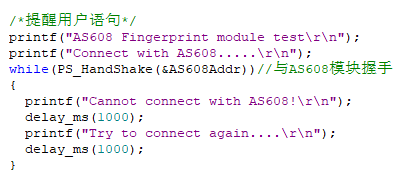 /*提醒用户语句*/
printf("AS608 Fingerprint module test\r\n");
printf("Connect with AS608.....\r\n");
while(PS_HandShake(&AS608Addr))//与AS608模块握手
{
  printf("Cannot connect with AS608!\r\n");
  delay_ms(1000);
  printf("Try to connect again....\r\n");
  delay_ms(1000);
}